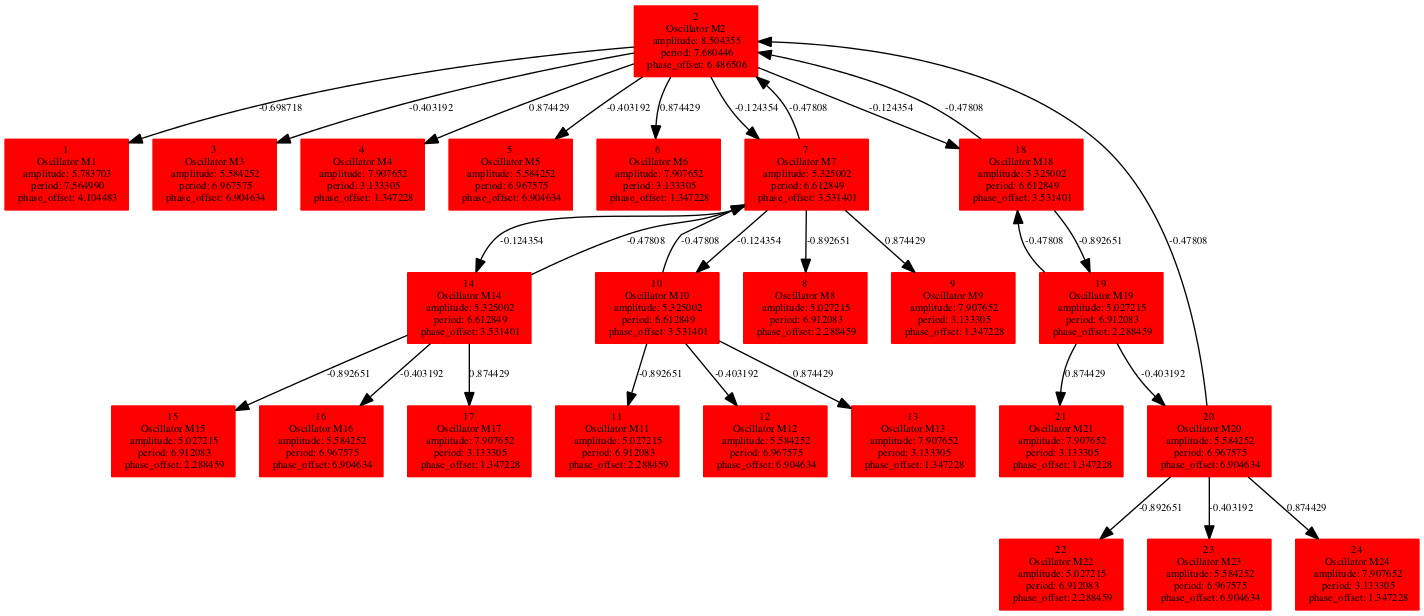 2
Oscillator M2
amplitude: 8.504355
period: 7.680446
phase_offset: 6.486506
-0.698718
-0.403192
0.874429
-0.403192
0.874429
-0.124354
-0.47808
-0.124354
-0.47808
1
Oscillator M1
amplitude: 5.783703
period: 7.564990
phase_offset: 4.104483
3
Oscillator M3
amplitude: 5.584252
period: 6.967575
phase_offset: 6.904634
4
Oscillator M4
amplitude: 7.907652
period: 3.133305
phase_offset: 1.347228
5
Oscillator M5
amplitude: 5.584252
period: 6.967575
phase_offset: 6.904634
6
Oscillator M6
amplitude: 7.907652
period: 3.133305
phase_offset: 1.347228
7
Oscillator M7
amplitude: 5.325002
period: 6.612849
phase_offset: 3.531401
18
Oscillator M18
amplitude: 5.325002
period: 6.612849
phase_offset: 3.531401
-0.124354
-0.47808
-0.47808
-0.124354
-0.892651
0.874429
-0.47808
-0.892651
-0.47808
14
Oscillator M14
amplitude: 5.325002
period: 6.612849
phase_offset: 3.531401
10
Oscillator M10
amplitude: 5.325002
period: 6.612849
phase_offset: 3.531401
8
Oscillator M8
amplitude: 5.027215
period: 6.912083
phase_offset: 2.288459
9
Oscillator M9
amplitude: 7.907652
period: 3.133305
phase_offset: 1.347228
19
Oscillator M19
amplitude: 5.027215
period: 6.912083
phase_offset: 2.288459
-0.892651
-0.403192
0.874429
-0.892651
-0.403192
0.874429
0.874429
-0.403192
15
Oscillator M15
amplitude: 5.027215
period: 6.912083
phase_offset: 2.288459
16
Oscillator M16
amplitude: 5.584252
period: 6.967575
phase_offset: 6.904634
17
Oscillator M17
amplitude: 7.907652
period: 3.133305
phase_offset: 1.347228
11
Oscillator M11
amplitude: 5.027215
period: 6.912083
phase_offset: 2.288459
12
Oscillator M12
amplitude: 5.584252
period: 6.967575
phase_offset: 6.904634
13
Oscillator M13
amplitude: 7.907652
period: 3.133305
phase_offset: 1.347228
21
Oscillator M21
amplitude: 7.907652
period: 3.133305
phase_offset: 1.347228
20
Oscillator M20
amplitude: 5.584252
period: 6.967575
phase_offset: 6.904634
-0.892651
-0.403192
0.874429
22
Oscillator M22
amplitude: 5.027215
period: 6.912083
phase_offset: 2.288459
23
Oscillator M23
amplitude: 5.584252
period: 6.967575
phase_offset: 6.904634
24
Oscillator M24
amplitude: 7.907652
period: 3.133305
phase_offset: 1.347228